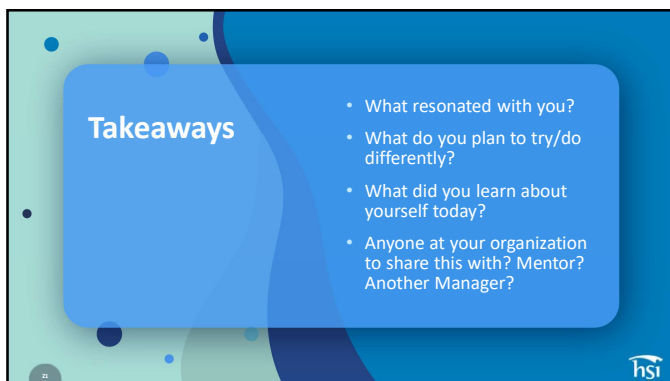 Takeaways
• What resonated with you?
• What do you plan to try/do
differently?
• What did you learn about
yourself today?
• Anyone at your organization
to share this with? Mentor?
Another Manager?
21
hsi